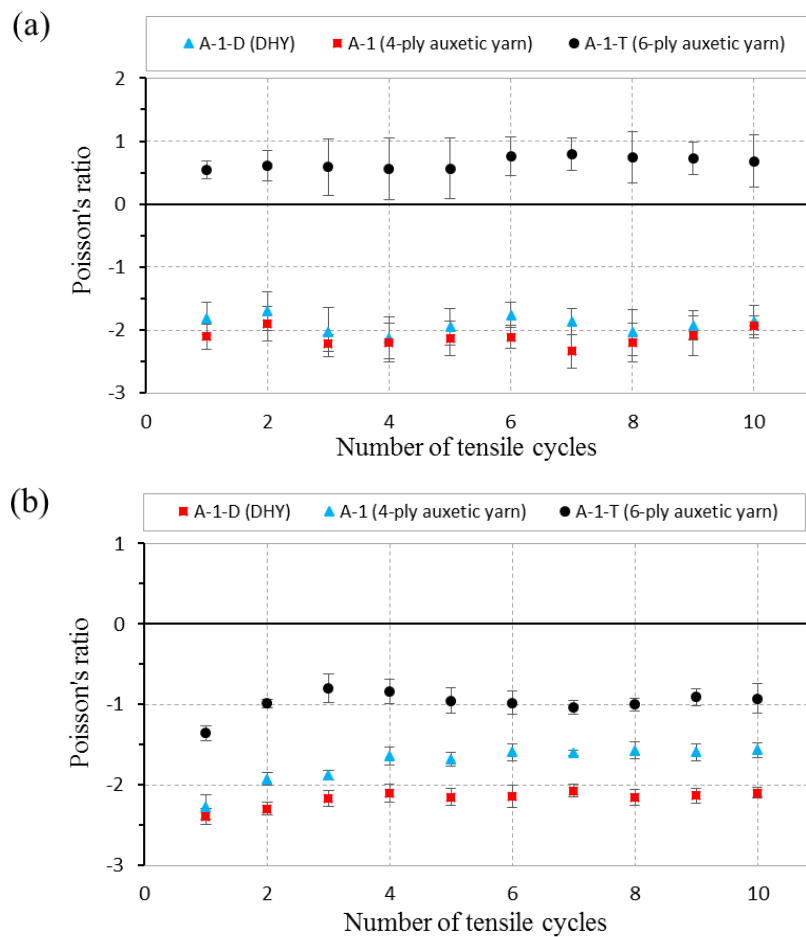 (a)
A-1-D (DHY) A-1 (4-ply auxetic yarn) A-1-T (6-ply auxetic yarn)
2
1
0
-1
-2
-3
Poisson's ratio
0 2 4 6 8 10
Number of tensile cycles
(b)
A-1-D (DHY) A-1 (4-ply auxetic yarn) A-1-T (6-ply auxetic yarn)
1
0
-1
-2
-3
Poisson's ratio
0 2 4 6 8 10
Number of tensile cycles